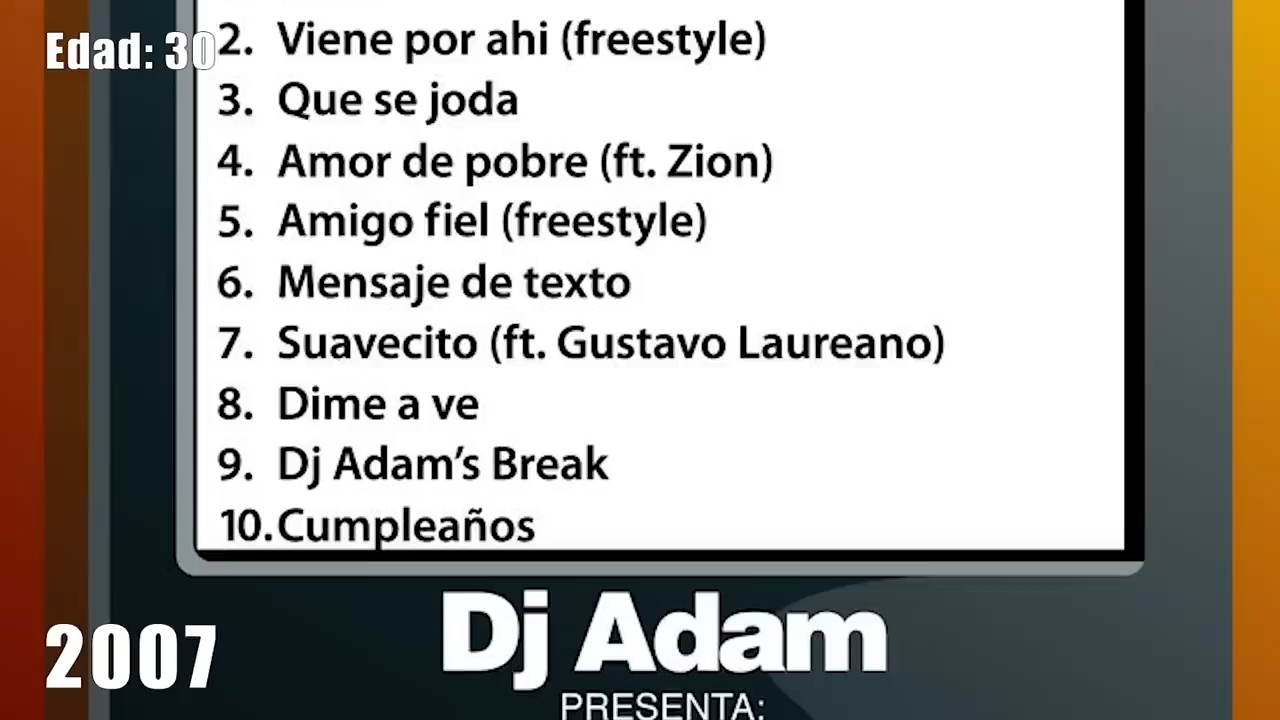 Edad: 30
2. Viene por ahi (freestyle)
3. Que se joda
4. Amor de pobre (ft. Zion)
5. Amigo fiel (freestyle)
6. Mensaje de texto
7. Suavecito (ft. Gustavo Laureano)
8. Dime a ve
9. Dj Adam’s Break
10. Cumpleaños
2007
Dj Adam
PRESENTA: